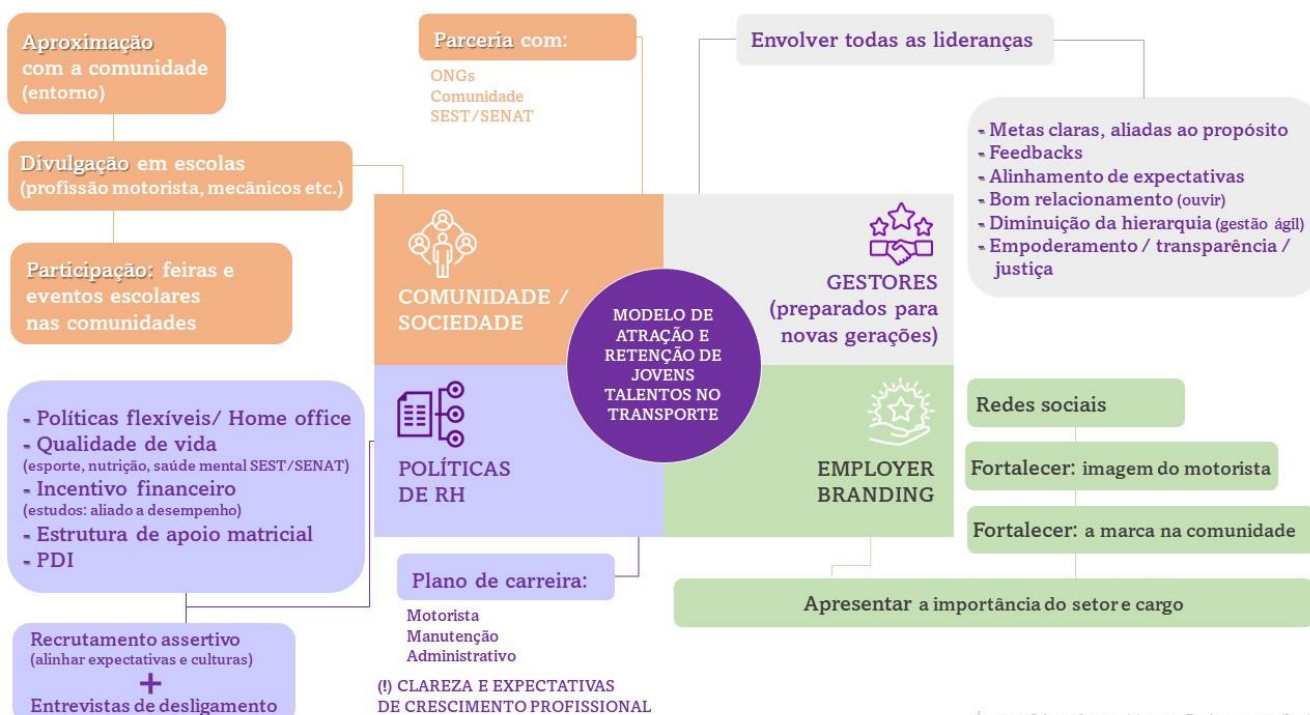 Aproximação
com a comunidade
(entorno)
Divulgação em escolas
(profissão motorista, mecânicos etc.)
Participação: feiras e
eventos escolares
nas comunidades
Parceria com:
ONGs
Comunidade
SEST/SENAT
Envolver todas as lideranças
- Metas claras, aliadas ao propósito
- Feedbacks
- Alinhamento de expectativas
- Bom relacionamento (ouvir)
- Diminuição da hierarquia (gestão ágil)
- Empoderamento / transparência /
justiça
COMUNIDADE /
SOCIEDADE
GESTORES
(preparados para
novas gerações)
MODELO DE
ATRAÇÃO E
RETENÇÃO DE
JOVENS
TALENTOS NO
TRANSPORTE
POLÍTICAS
DE RH
EMPLOYER
BRANDING
- Políticas flexíveis/ Home office
- Qualidade de vida
(esporte, nutrição, saúde mental SEST/SENAT)
- Incentivo financeiro
(estudos: aliado a desempenho)
- Estrutura de apoio matricial
- PDI
Recrutamento assertivo
(alinhar expectativas e culturas)
+
Entrevistas de desligamento
Plano de carreira:
Motorista
Manutenção
Administrativo
(!) CLAREZA E EXPECTATIVAS
DE CRESCIMENTO PROFISSIONAL
Redes sociais
Fortalecer: imagem do motorista
Fortalecer: a marca na comunidade
Apresentar a importância do setor e cargo